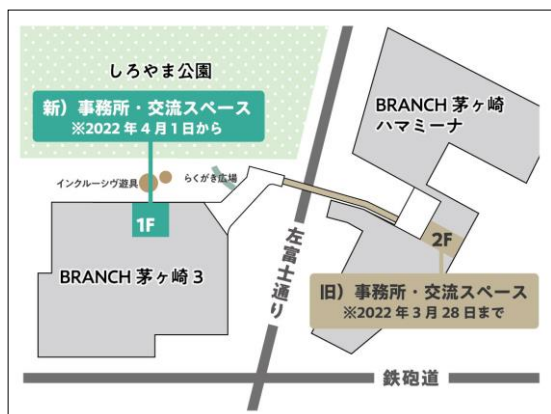 しろやま公園
新）事務所・交流スペース
※2022年4月1日から
インクルーシヴ遊具
らくがき広場
1F
BRANCH 茅ヶ崎 3
BRANCH 茅ヶ崎
ハマミーナ
2F
旧）事務所・交流スペース
※2022年3月28日まで
左富士通り
鉄砲道